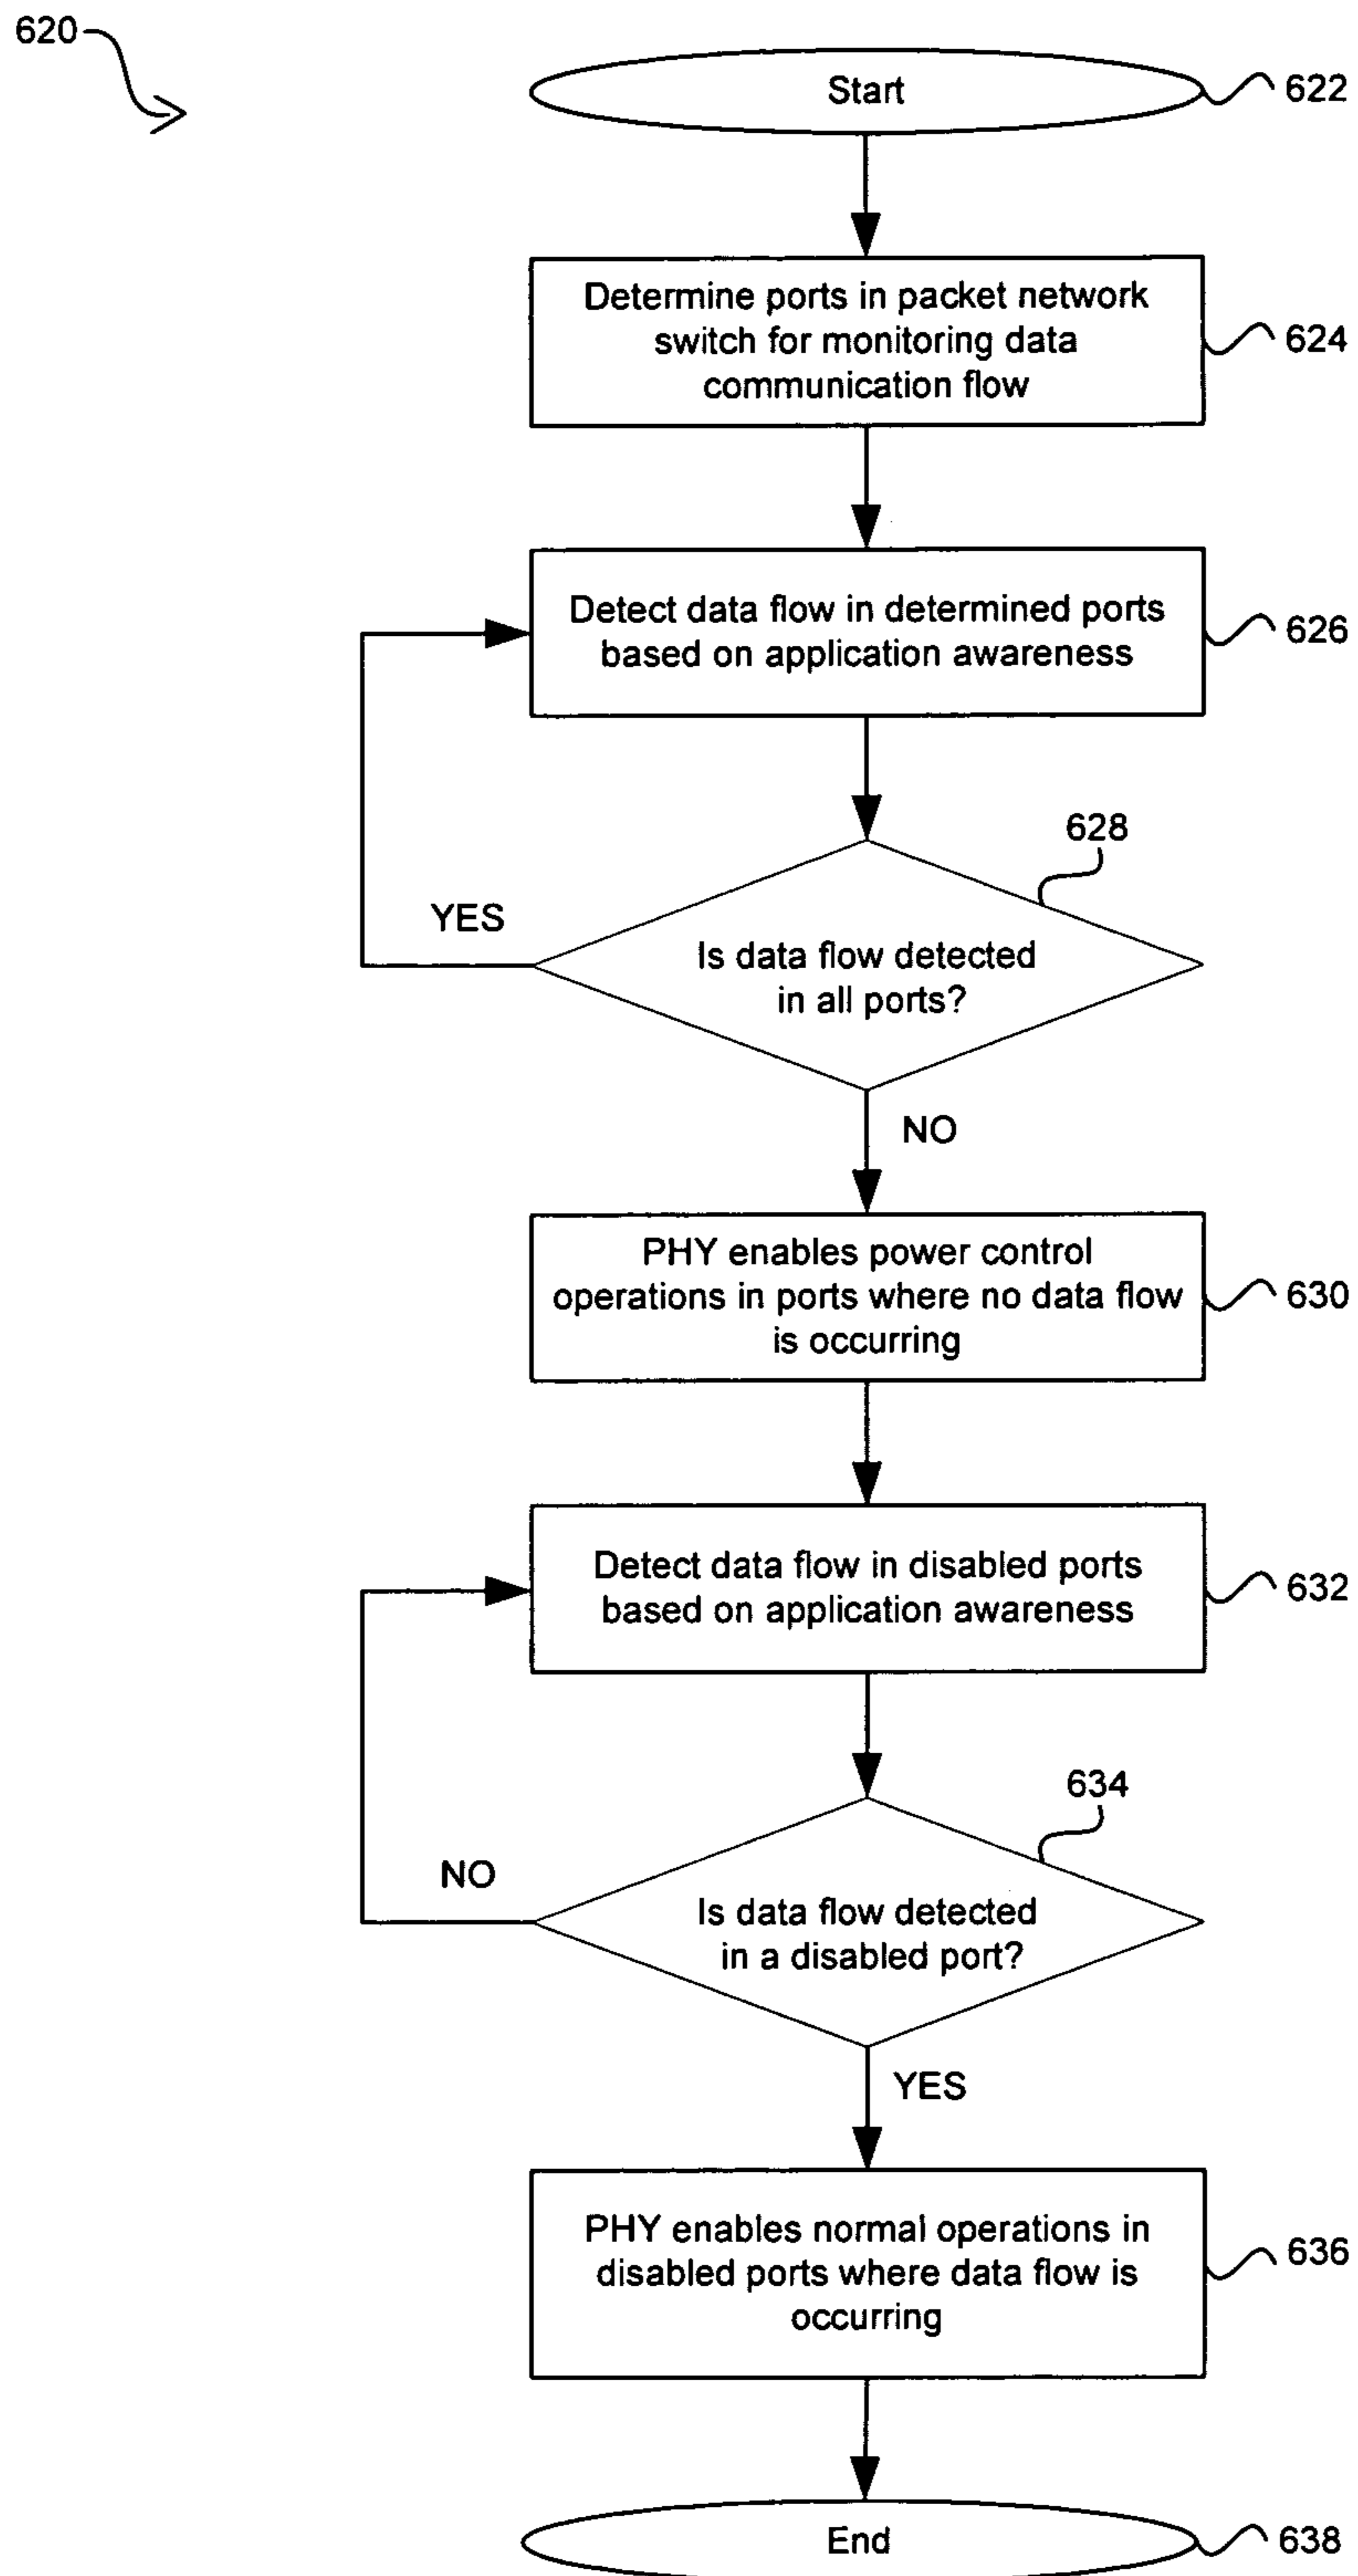 620
Start
622
Determine ports in packet network
switch for monitoring data
communication flow
624
Detect data flow in determined ports
based on application awareness
626
628
YES
Is data flow detected
in all ports?
NO
PHY enables power control
operations in ports where no data flow
is occurring
630
Detect data flow in disabled ports
based on application awareness
632
634
NO
Is data flow detected
in a disabled port?
YES
PHY enables normal operations in
disabled ports where data flow is
occurring
636
End
638